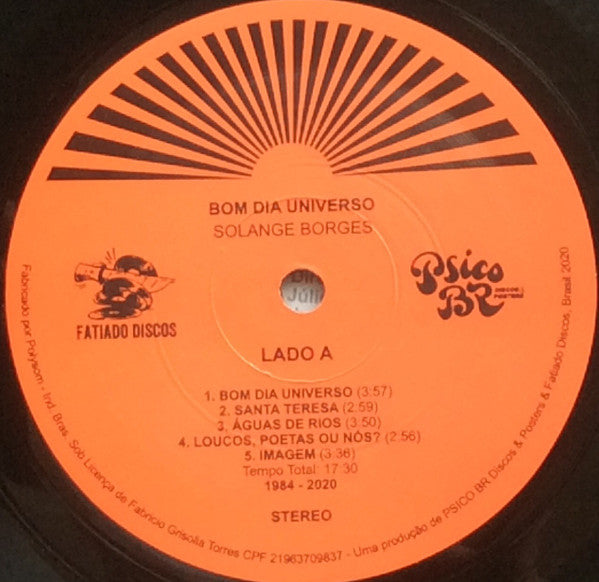 BOM DIA UNIVERSO
SOLANGE BORGES
FATIADO DISCOS
Psico
BR
DISCOS &
POSTERS
LADO A
1. BOM DIA UNIVERSO (3:57)
2. SANTA TERESA (2:59)
3. ÁGUAS DE RIOS (3:50)
4. LOUCOS, POETAS OU NÓS? (2:56)
5. IMAGEM (3:36)
Tempo Total: 17:30
1984 - 2020
STEREO
Fabricado por Polysom - Ind. Bras. Sob Licença de Fabricio Grisolia Torres CPF 21963709837 - Uma produção de PSICO BR Discos & Posters & Fatiado Discos, Brasil 2020